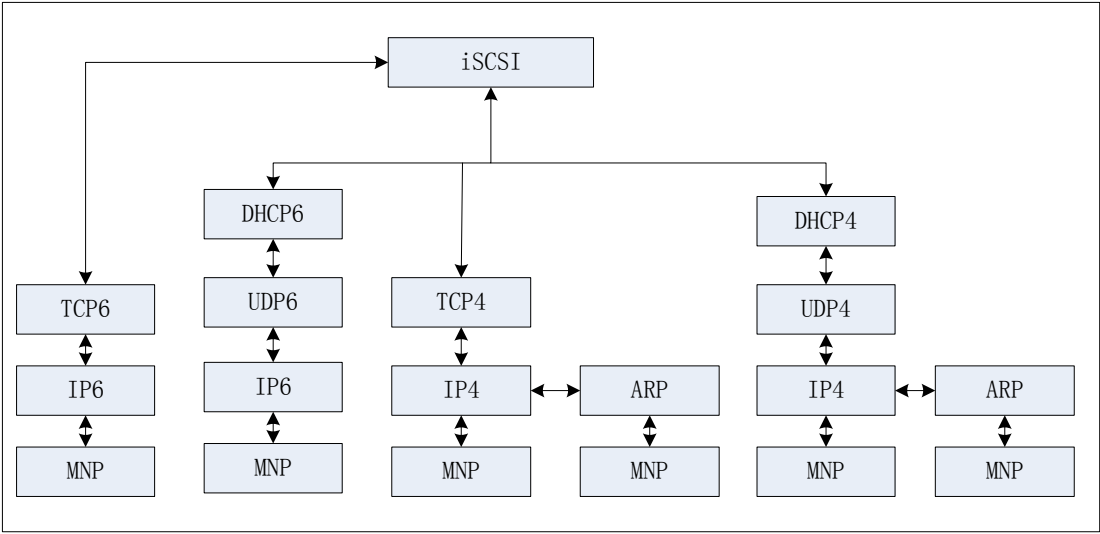 iSCSI
DHCP6
DHCP4
TCP6
UDP6
TCP4
UDP4
IP6
IP6
IP4
ARP
IP4
ARP
MNP
MNP
MNP
MNP
MNP
MNP